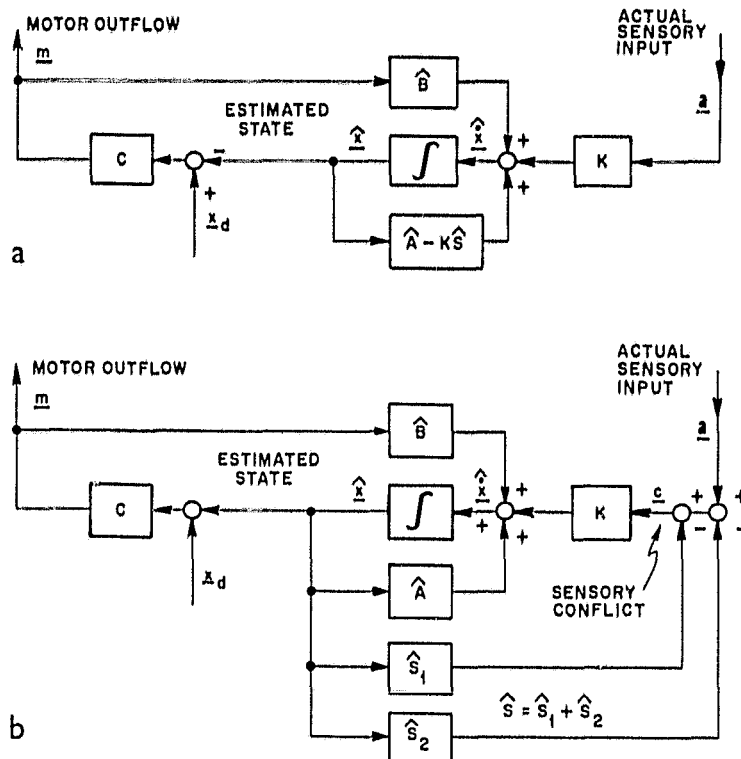 MOTOR OUTFLOW
m
ACTUAL
SENSORY
INPUT
a
B̂
+
ESTIMATED
STATE
C
−
x̂
∫
x̂̇
K
+
+
x_d
Â − KŜ
a
MOTOR OUTFLOW
m
ACTUAL
SENSORY
INPUT
a
B̂
ESTIMATED
STATE
C
x̂
∫
x̂̇
+
+
+
K
c
+
−
+
−
x_d
Â
SENSORY
CONFLICT
Ŝ₁
Ŝ = Ŝ₁ + Ŝ₂
Ŝ₂
b